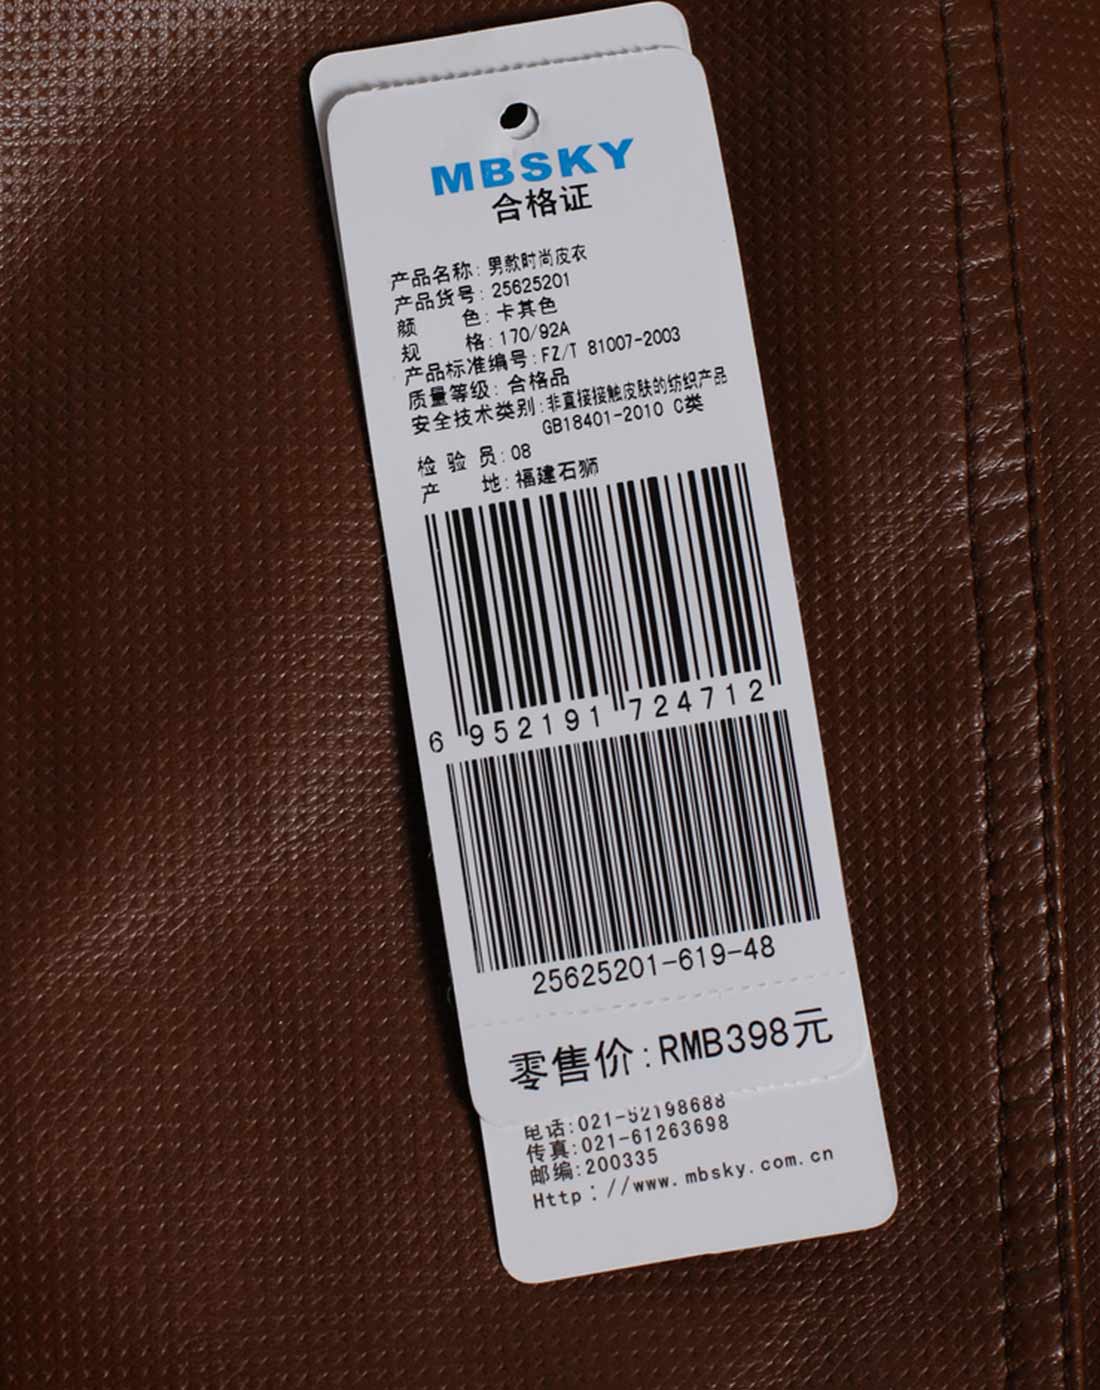 MBSKY
合格证
产品名称:男款时尚皮衣
产品货号:25625201
颜 色:卡其色
规 格:170/92A
产品标准编号:FZ/T 81007-2003
质量等级:合格品
安全技术类别:非直接接触皮肤的纺织产品
GB18401-2010 C类
检 验 员:08
产 地:福建石狮
6 952191 724712
25625201-619-48
零售价:RMB398元
电话:021-52198688
传真:021-61263698
邮编:200335
Http://www.mbsky.com.cn